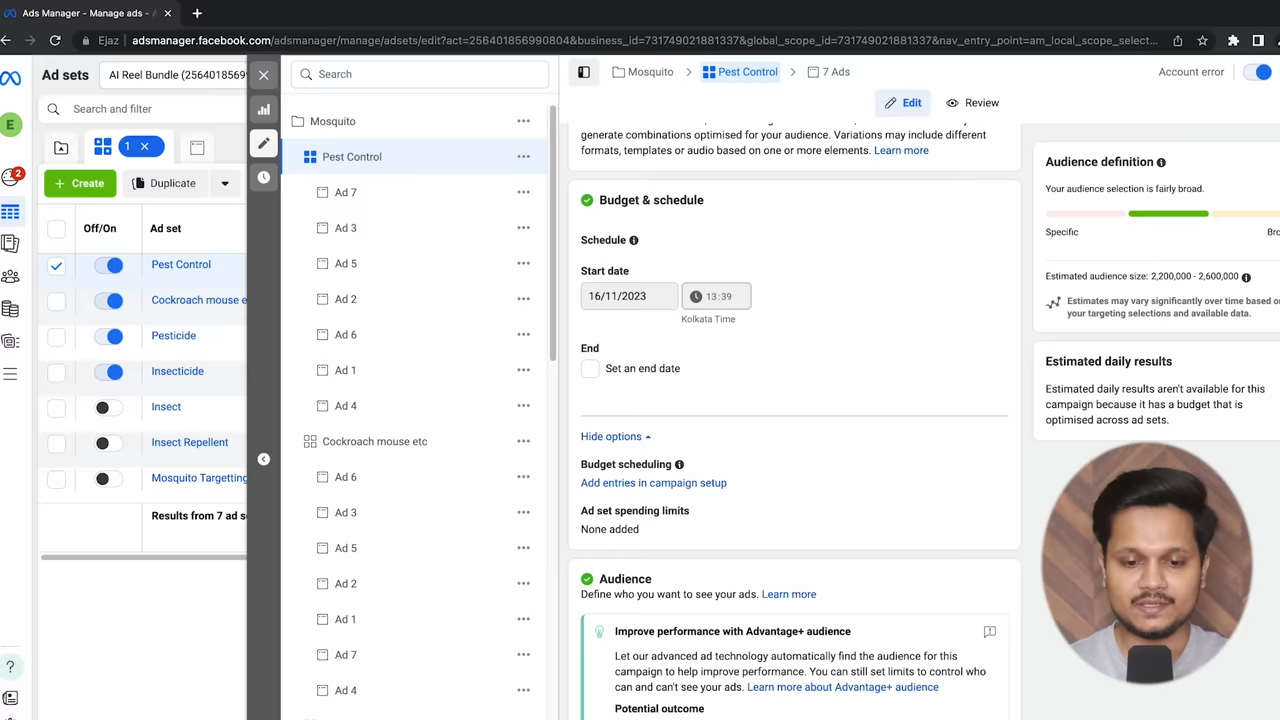 Ads Manager - Manage ads -
Ejaz
adsmanager.facebook.com/adsmanager/manage/adsets/edit?act=256401856990804&business_id=731749021881337&global_scope_id=731749021881337&nav_entry_point=am_local_scope_select...
Ad sets
AI Reel Bundle (2564018569
Search and filter
E
1
2
Create
Duplicate
Off/On
Ad set
Pest Control
Cockroach mouse e
Pesticide
Insecticide
Insect
Insect Repellent
Mosquito Targetting
Results from 7 ad s
?
Search
Mosquito
Pest Control
Ad 7
Ad 3
Ad 5
Ad 2
Ad 6
Ad 1
Ad 4
Cockroach mouse etc
Ad 6
Ad 3
Ad 5
Ad 2
Ad 1
Ad 7
Ad 4
Mosquito
Pest Control
7 Ads
Account error
Edit
Review
generate combinations optimised for your audience. Variations may include different
formats, templates or audio based on one or more elements. Learn more
Budget & schedule
Schedule
Start date
16/11/2023
13:39
Kolkata Time
End
Set an end date
Hide options
Budget scheduling
Add entries in campaign setup
Ad set spending limits
None added
Audience
Define who you want to see your ads. Learn more
Improve performance with Advantage+ audience
Let our advanced ad technology automatically find the audience for this
campaign to help improve performance. You can still set limits to control who
can and can't see your ads. Learn more about Advantage+ audience
Potential outcome
Audience definition
Your audience selection is fairly broad.
Specific
Bro
Estimated audience size: 2,200,000 - 2,600,000
Estimates may vary significantly over time based on
your targeting selections and available data.
Estimated daily results
Estimated daily results aren't available for this
campaign because it has a budget that is
optimised across ad sets.